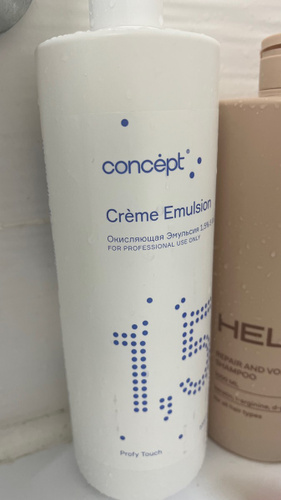 concept
Crème Emulsion
Окисляющая Эмульсия 1,5%
FOR PROFESSIONAL USE ONLY
1,5
Profy Touch
HEL
REPAIR AND VO
SHAMPOO